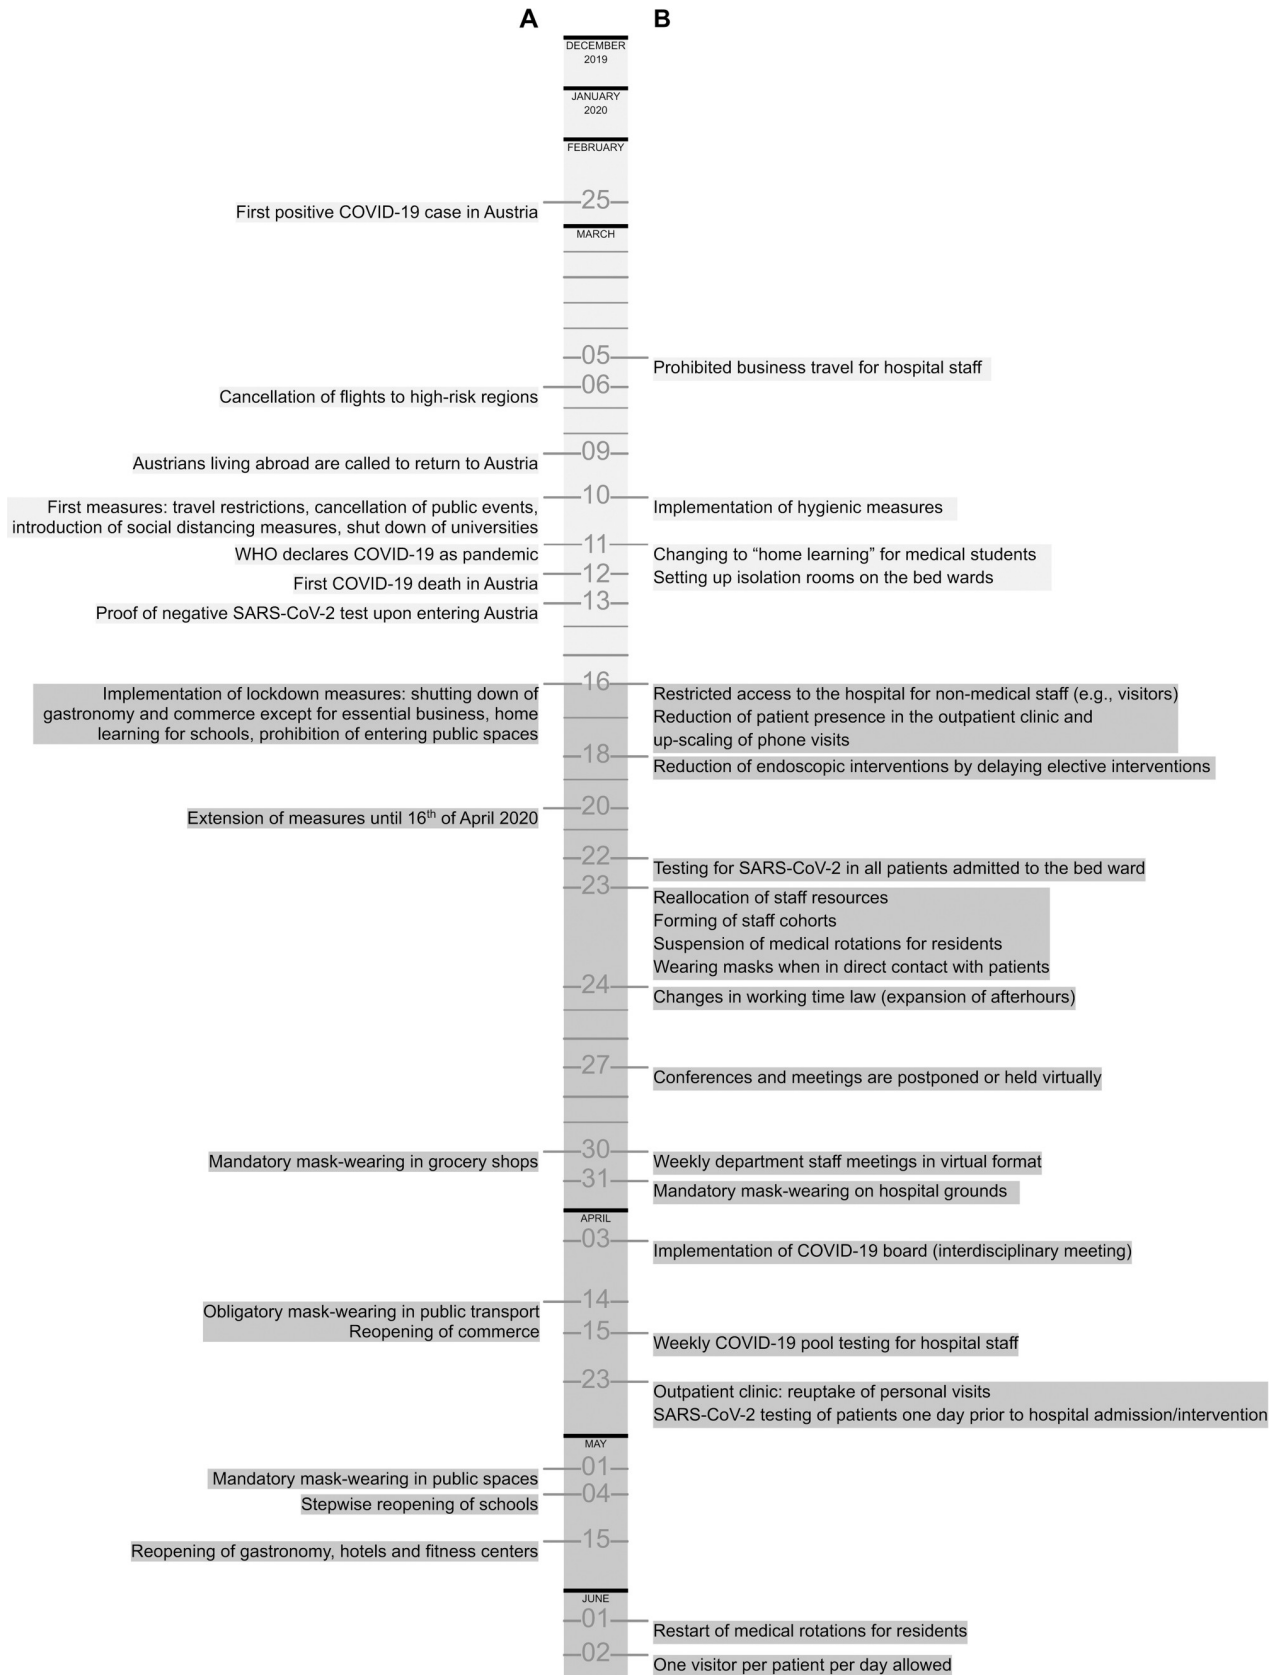 A
B
DECEMBER
2019
JANUARY
2020
FEBRUARY
25
First positive COVID-19 case in Austria
MARCH
05
Prohibited business travel for hospital staff
06
Cancellation of flights to high-risk regions
09
Austrians living abroad are called to return to Austria
10
First measures: travel restrictions, cancellation of public events,
introduction of social distancing measures, shut down of universities
Implementation of hygienic measures
11
WHO declares COVID-19 as pandemic
Changing to “home learning” for medical students
Setting up isolation rooms on the bed wards
12
First COVID-19 death in Austria
13
Proof of negative SARS-CoV-2 test upon entering Austria
16
Implementation of lockdown measures: shutting down of
gastronomy and commerce except for essential business, home
learning for schools, prohibition of entering public spaces
Restricted access to the hospital for non-medical staff (e.g., visitors)
Reduction of patient presence in the outpatient clinic and
up-scaling of phone visits
18
Reduction of endoscopic interventions by delaying elective interventions
20
Extension of measures until 16th of April 2020
22
Testing for SARS-CoV-2 in all patients admitted to the bed ward
23
Reallocation of staff resources
Forming of staff cohorts
Suspension of medical rotations for residents
Wearing masks when in direct contact with patients
24
Changes in working time law (expansion of afterhours)
27
Conferences and meetings are postponed or held virtually
30
Mandatory mask-wearing in grocery shops
Weekly department staff meetings in virtual format
31
Mandatory mask-wearing on hospital grounds
APRIL
03
Implementation of COVID-19 board (interdisciplinary meeting)
14
Obligatory mask-wearing in public transport
Reopening of commerce
15
Weekly COVID-19 pool testing for hospital staff
23
Outpatient clinic: reuptake of personal visits
SARS-CoV-2 testing of patients one day prior to hospital admission/intervention
MAY
01
Mandatory mask-wearing in public spaces
04
Stepwise reopening of schools
15
Reopening of gastronomy, hotels and fitness centers
JUNE
01
Restart of medical rotations for residents
02
One visitor per patient per day allowed